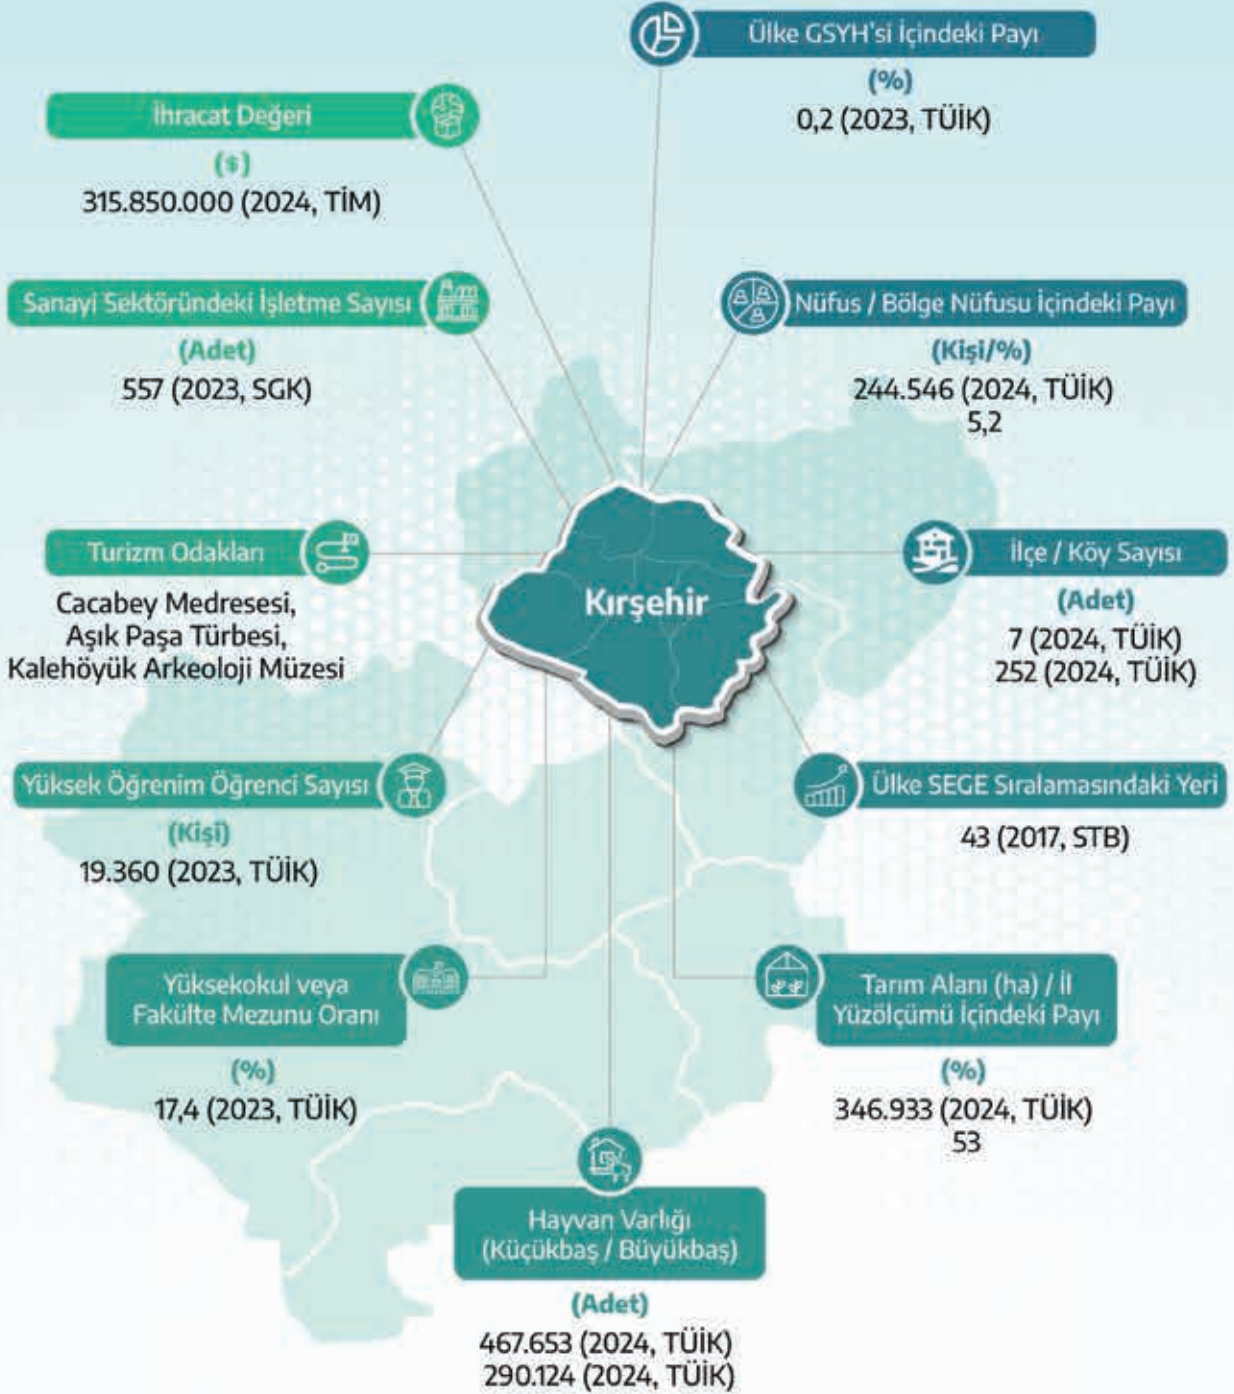 Ülke GSYH'si İçindeki Payı
(%)
0,2 (2023, TÜİK)
İhracat Değeri
($)
315.850.000 (2024, TİM)
Sanayi Sektöründeki İşletme Sayısı
(Adet)
557 (2023, SGK)
Nüfus / Bölge Nüfusu İçindeki Payı
(Kişi/%)
244.546 (2024, TÜİK)
5,2
Turizm Odakları
Cacabey Medresesi,
Aşık Paşa Türbesi,
Kalehöyük Arkeoloji Müzesi
Kırşehir
İlçe / Köy Sayısı
(Adet)
7 (2024, TÜİK)
252 (2024, TÜİK)
Yüksek Öğrenim Öğrenci Sayısı
(Kişi)
19.360 (2023, TÜİK)
Ülke SEGE Sıralamasındaki Yeri
43 (2017, STB)
Yüksekokul veya
Fakülte Mezunu Oranı
(%)
17,4 (2023, TÜİK)
Tarım Alanı (ha) / İl
Yüzölçümü İçindeki Payı
(%)
346.933 (2024, TÜİK)
53
Hayvan Varlığı
(Küçükbaş / Büyükbaş)
(Adet)
467.653 (2024, TÜİK)
290.124 (2024, TÜİK)